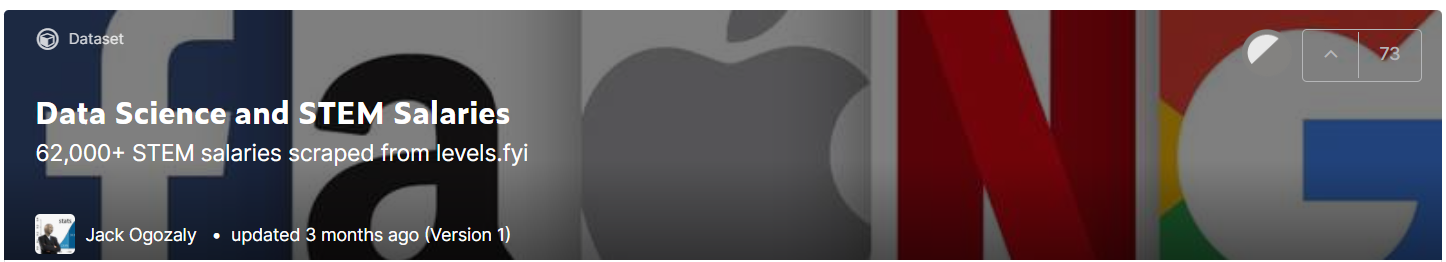 Dataset
73
Data Science and STEM Salaries
62,000+ STEM salaries scraped from levels.fyi
stats
Jack Ogozaly • updated 3 months ago (Version 1)
f a N G